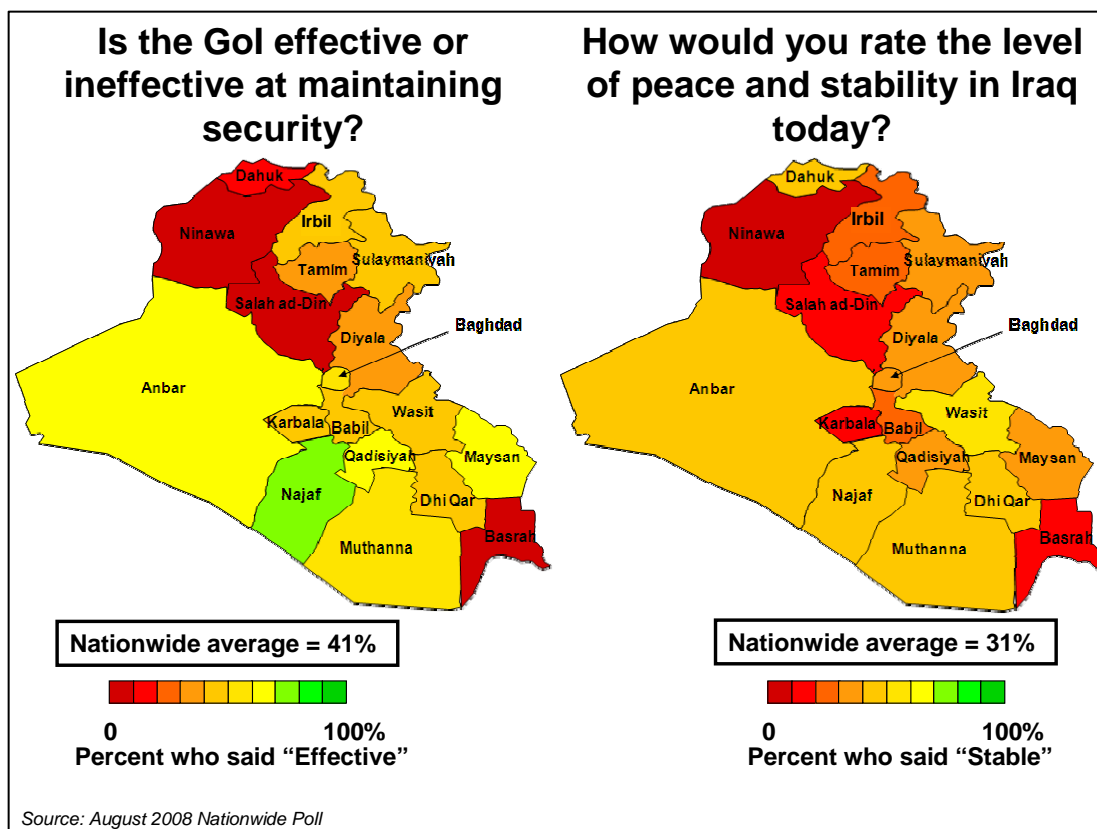 Is the GoI effective or
ineffective at maintaining
security?
Dahuk
Ninawa
Irbil
Tamim
Sulaymaniyah
Salah ad-Din
Diyala
Baghdad
Anbar
Karbala
Babil
Wasit
Qadisiyah
Maysan
Najaf
Dhi Qar
Basrah
Muthanna
Nationwide average = 41%
0
100%
Percent who said “Effective”
How would you rate the level
of peace and stability in Iraq
today?
Dahuk
Ninawa
Irbil
Tamim
Sulaymaniyah
Salah ad-Din
Diyala
Baghdad
Anbar
Karbala
Babil
Wasit
Qadisiyah
Maysan
Najaf
Dhi Qar
Basrah
Muthanna
Nationwide average = 31%
0
100%
Percent who said “Stable”
Source: August 2008 Nationwide Poll